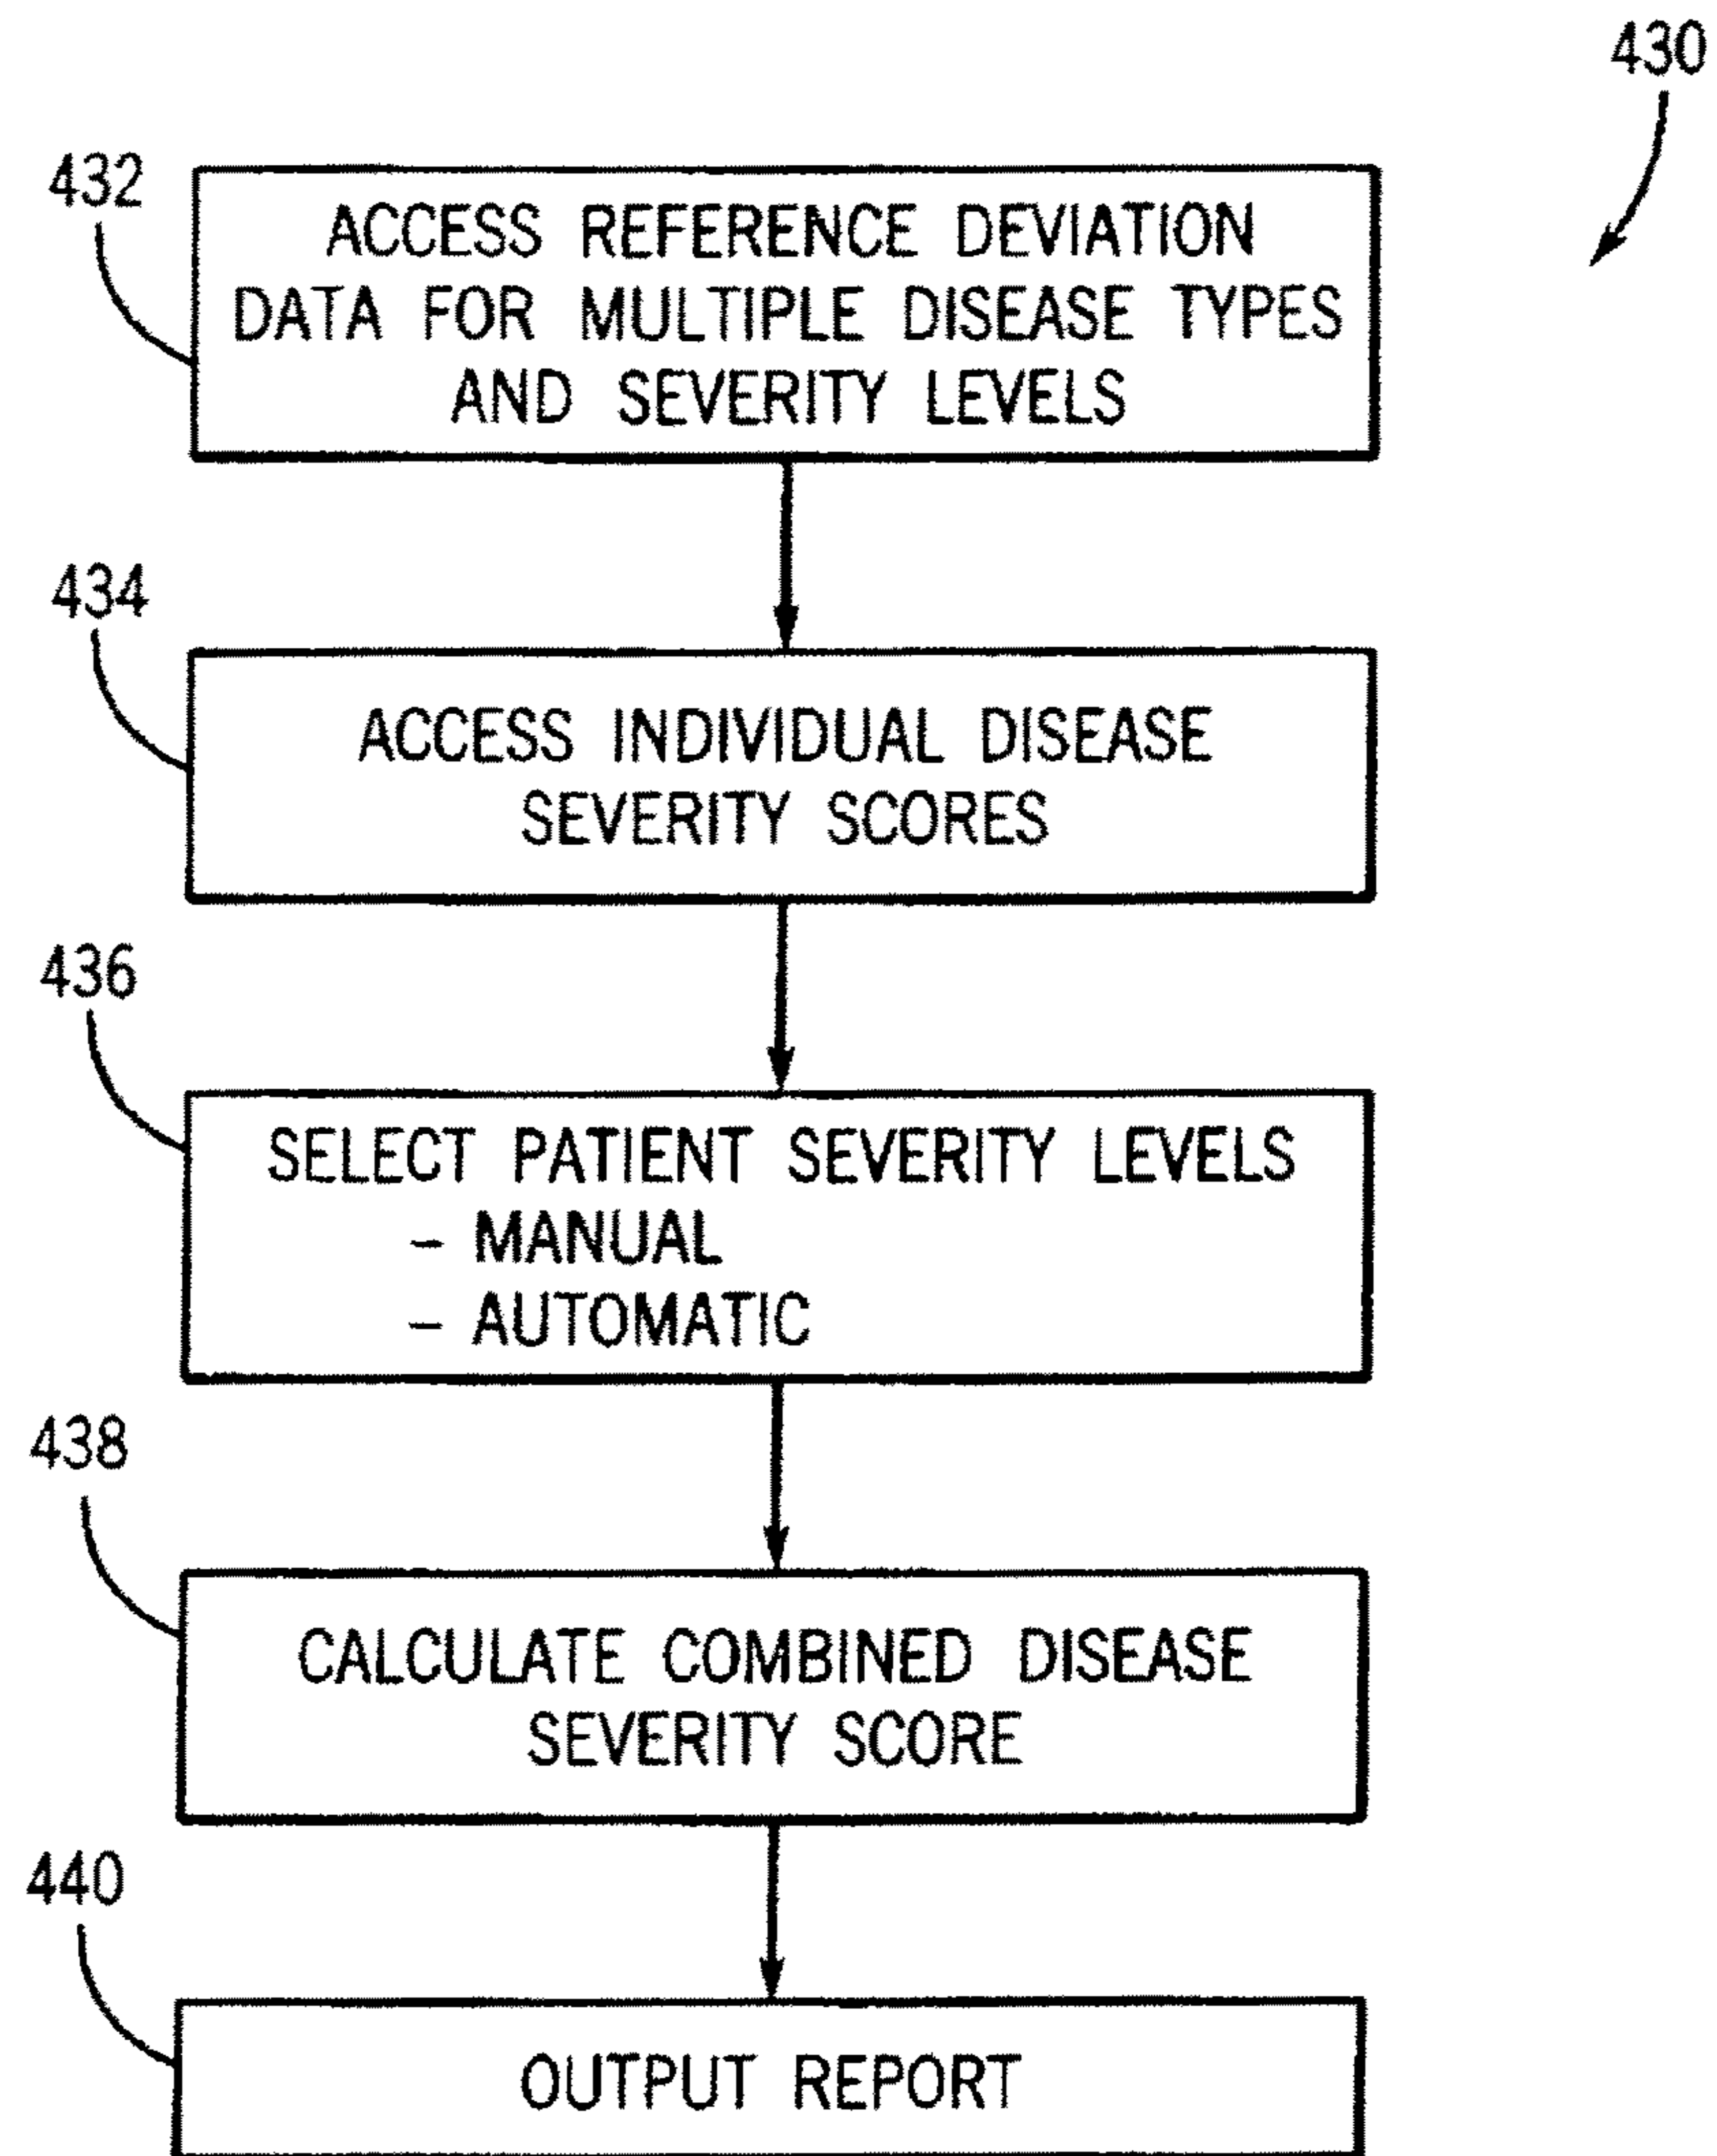 430
432
ACCESS REFERENCE DEVIATION
DATA FOR MULTIPLE DISEASE TYPES
AND SEVERITY LEVELS
434
ACCESS INDIVIDUAL DISEASE
SEVERITY SCORES
436
SELECT PATIENT SEVERITY LEVELS
- MANUAL
- AUTOMATIC
438
CALCULATE COMBINED DISEASE
SEVERITY SCORE
440
OUTPUT REPORT